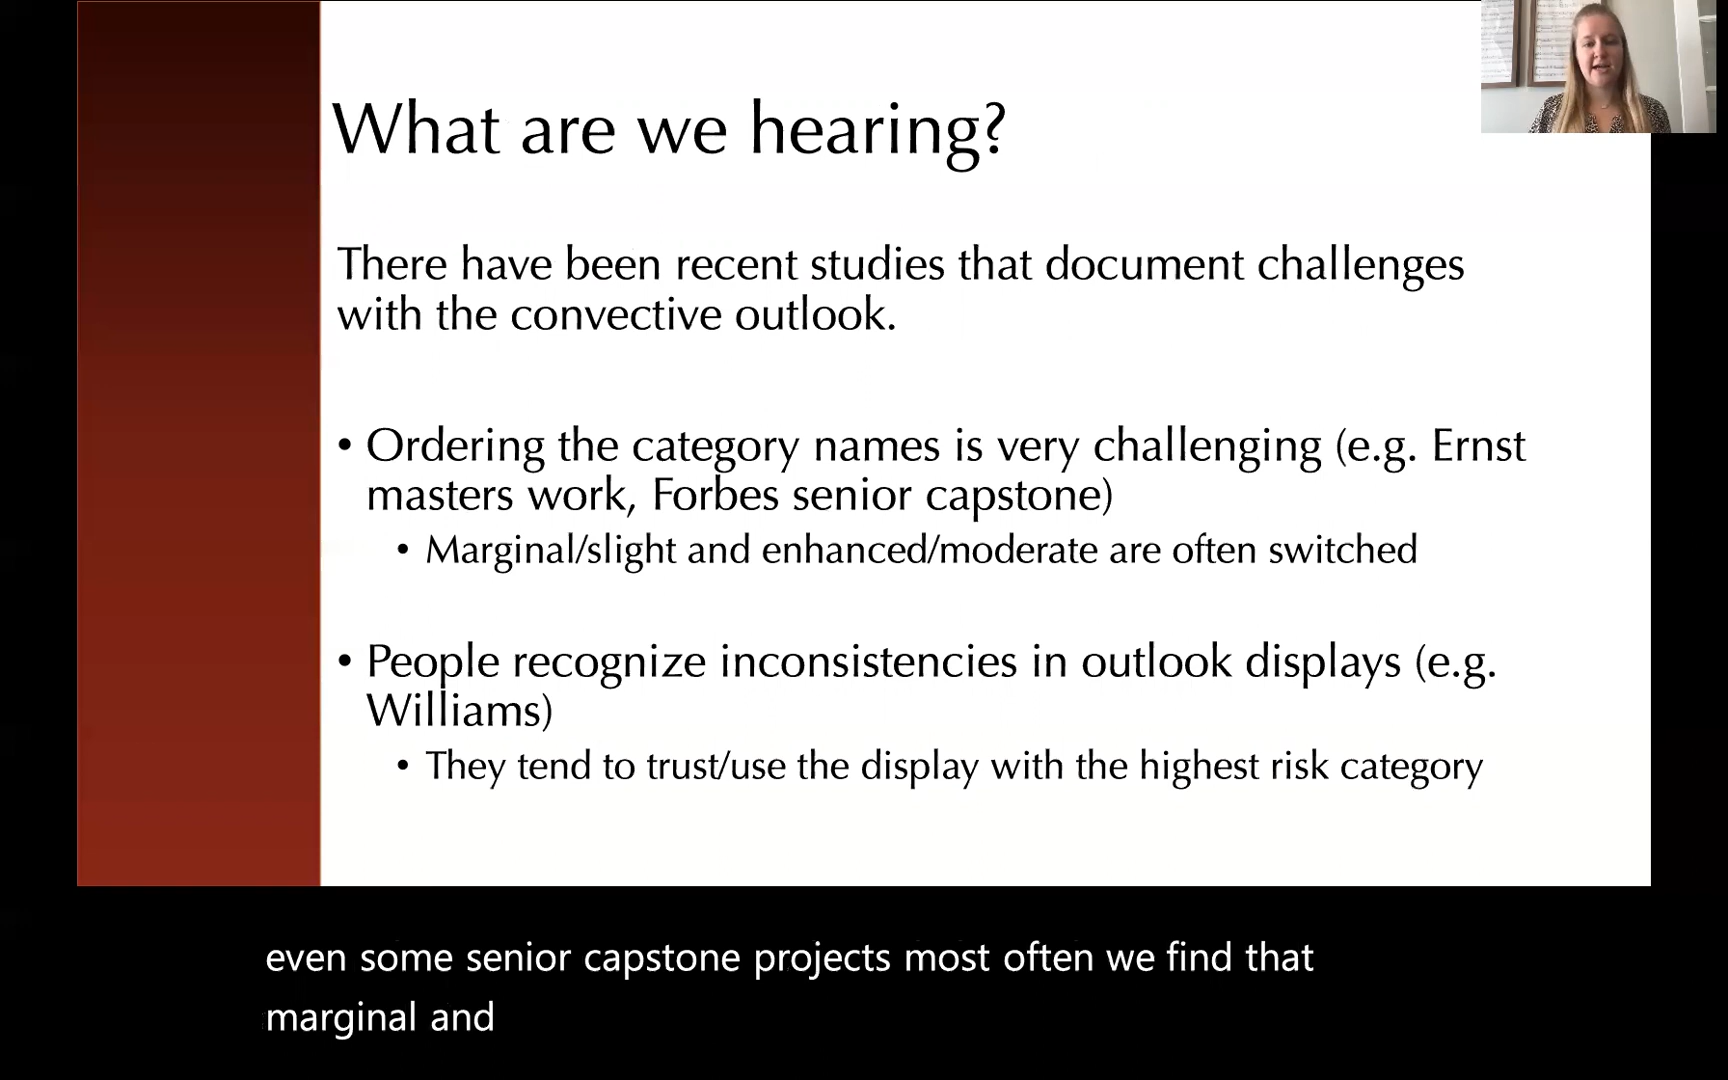 What are we hearing?
There have been recent studies that document challenges
with the convective outlook.
• Ordering the category names is very challenging (e.g. Ernst
masters work, Forbes senior capstone)
• Marginal/slight and enhanced/moderate are often switched
• People recognize inconsistencies in outlook displays (e.g.
Williams)
• They tend to trust/use the display with the highest risk category
even some senior capstone projects most often we find that
marginal and